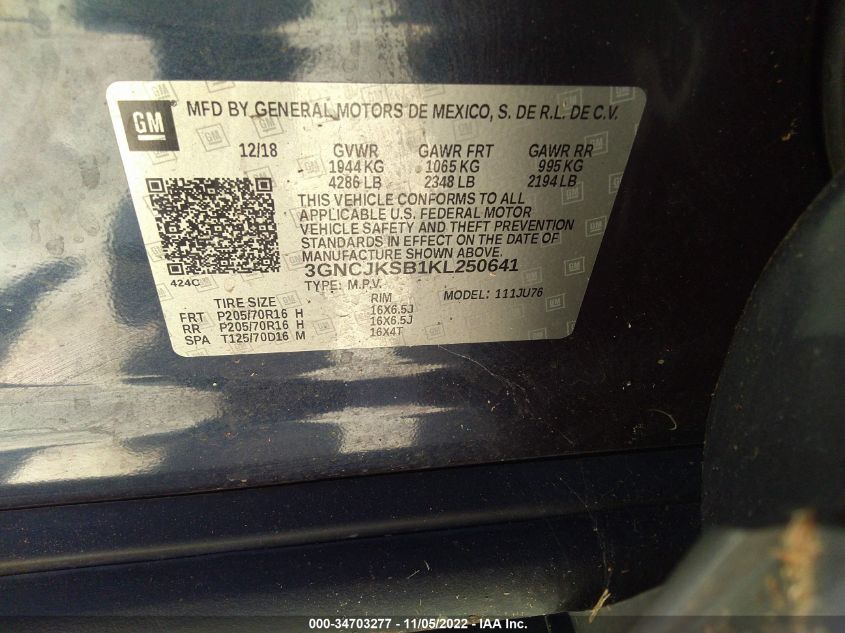 GM
MFD BY GENERAL MOTORS DE MEXICO, S. DE R.L. DE C.V.
12/18 GVWR GAWR FRT GAWR RR
1944 KG 1065 KG 995 KG
4286 LB 2348 LB 2194 LB
THIS VEHICLE CONFORMS TO ALL
APPLICABLE U.S. FEDERAL MOTOR
VEHICLE SAFETY AND THEFT PREVENTION
STANDARDS IN EFFECT ON THE DATE OF
MANUFACTURE.
424C 3GNCJKSB1KL250641
TYPE: M.P.V. MODEL: 111JU76
TIRE SIZE RIM
FRT P205/70R16 H 16X6.5J
RR P205/70R16 H 16X6.5J
SPA T125/70D16 M 16X4T
000-34703277 - 11/05/2022 - IAA Inc.